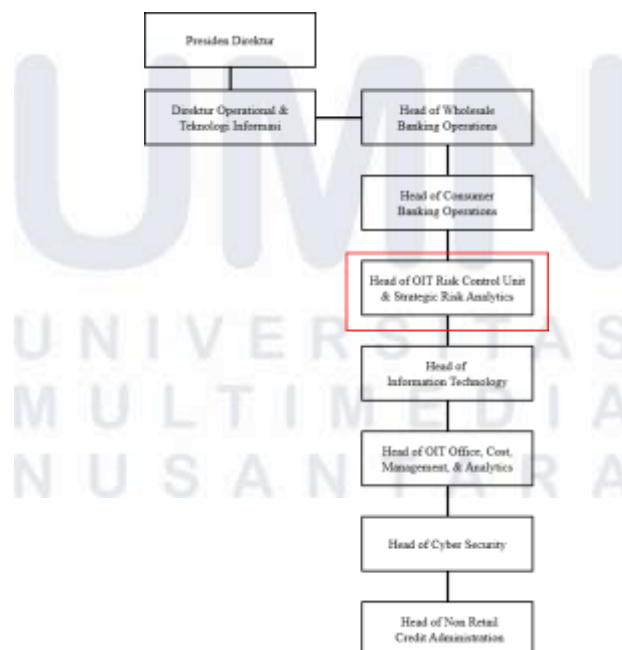 Presiden Direktur
Direktur Operational &
Teknologi Informasi
Head of Wholesale
Banking Operations
Head of Consumer
Banking Operations
Head of OIT Risk Control Unit
& Strategic Risk Analytics
Head of
Information Technology
Head of OIT Office, Cost,
Management, & Analytics
Head of Cyber Security
Head of Non Retail
Credit Administration
UMN
UNIVERSITAS
MULTIMEDIA
NUSANTARA